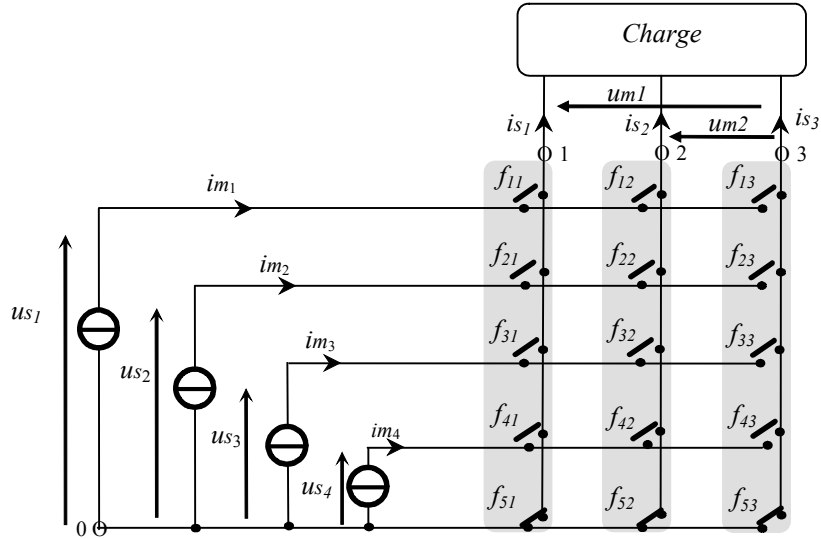 Charge
um1
is1 is2 um2 is3
1 2 3
im1 f11 f12 f13
im2 f21 f22 f23
us1
us2 im3 f31 f32 f33
us3 im4 f41 f42 f43
us4 f51 f52 f53
0